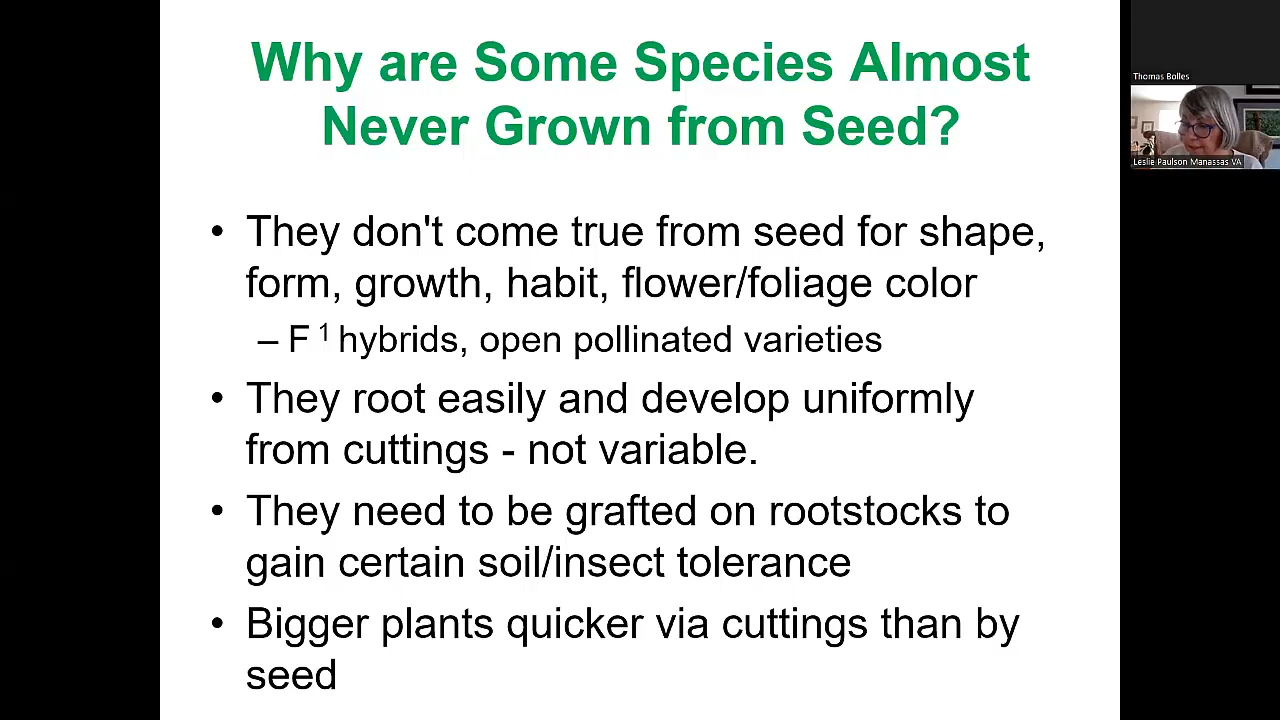 Why are Some Species Almost
Never Grown from Seed?
• They don't come true from seed for shape,
form, growth, habit, flower/foliage color
– F 1 hybrids, open pollinated varieties
• They root easily and develop uniformly
from cuttings - not variable.
• They need to be grafted on rootstocks to
gain certain soil/insect tolerance
• Bigger plants quicker via cuttings than by
seed
Thomas Bolles
Leslie Paulson Manassas VA